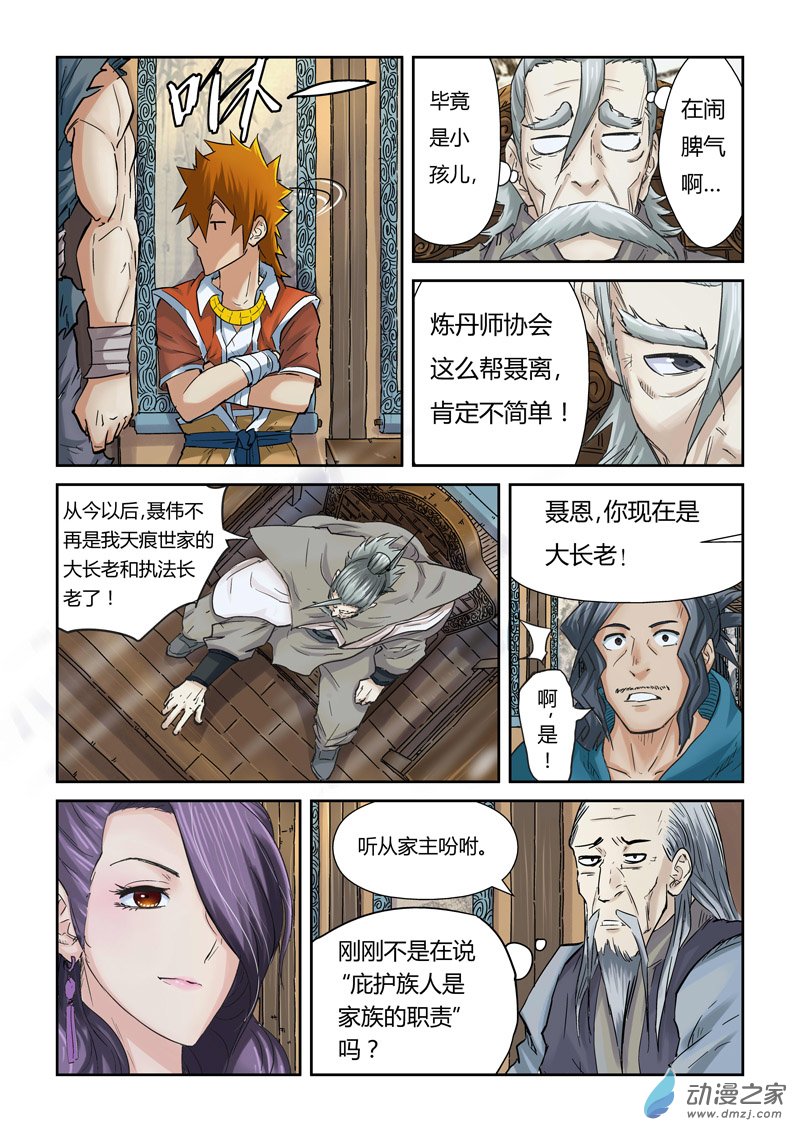 叫一
毕竟
是小
孩儿，
在闹
脾气
啊…
炼丹师协会
这么帮聂离，
肯定不简单！
从今以后，聂伟不
再是我天痕世家的
大长老和执法长
老了！
聂恩，你现在是
大长老！
啊，
是！
听从家主吩咐。
刚刚不是在说
“庇护族人是
家族的职责”
吗？
动漫之家
www.dmzj.com